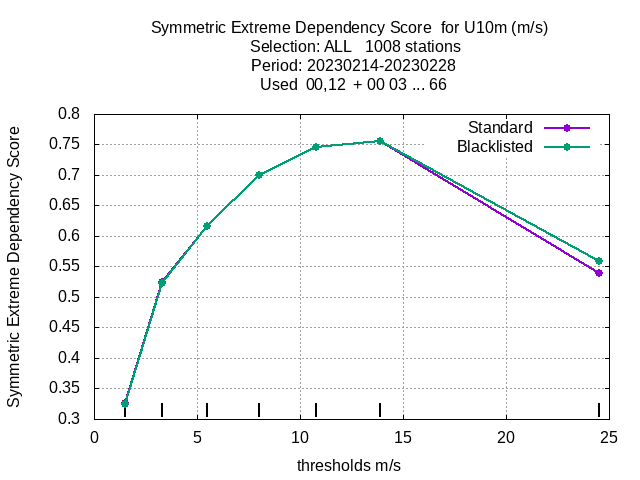 Symmetric Extreme Dependency Score  for U10m (m/s)
Selection: ALL   1008 stations
Period: 20230214-20230228
Used  00,12  + 00 03 ... 66
Standard
Blacklisted
Symmetric Extreme Dependency Score
0.8
0.75
0.7
0.65
0.6
0.55
0.5
0.45
0.4
0.35
0.3
0 5 10 15 20 25
thresholds m/s